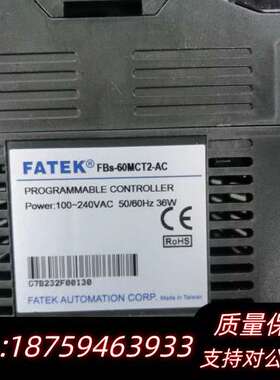 FATEK® FBs-60MCT2-AC
PROGRAMMABLE CONTROLLER
Power:100~240VAC 50/60Hz 36W
CE
RoHS
G7B232F00130
FATEK AUTOMATION CORP. Made in Taiwan
质量保
:18759463933
支持对公